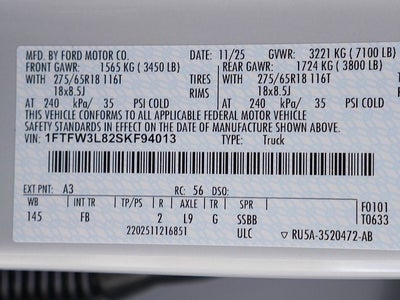 MFD. BY FORD MOTOR CO. 11/25 GVWR: 3221 KG ( 7100 LB)
FRONT GAWR: 1565 KG ( 3450 LB) REAR GAWR: 1724 KG ( 3800 LB)
WITH 275/65R18 116T TIRES WITH 275/65R18 116T
18x8.5J RIMS 18x8.5J
AT 240 kPa/ 35 PSI COLD AT 240 kPa/ 35 PSI COLD
THIS VEHICLE CONFORMS TO ALL APPLICABLE FEDERAL MOTOR VEHICLE
SAFETY STANDARDS IN EFFECT ON THE DATE OF MANUFACTURE SHOWN ABOVE.
VIN: 1FTFW3L82SKF94013 TYPE: Truck
EXT PNT: A3 RC: 56 DSO:
WB INT TR TP/PS R AXLE TR SPR F0101
145 FB 2 L9 G SSBB T0633
2202511216851 ULC ▽ RU5A-3520472-AB